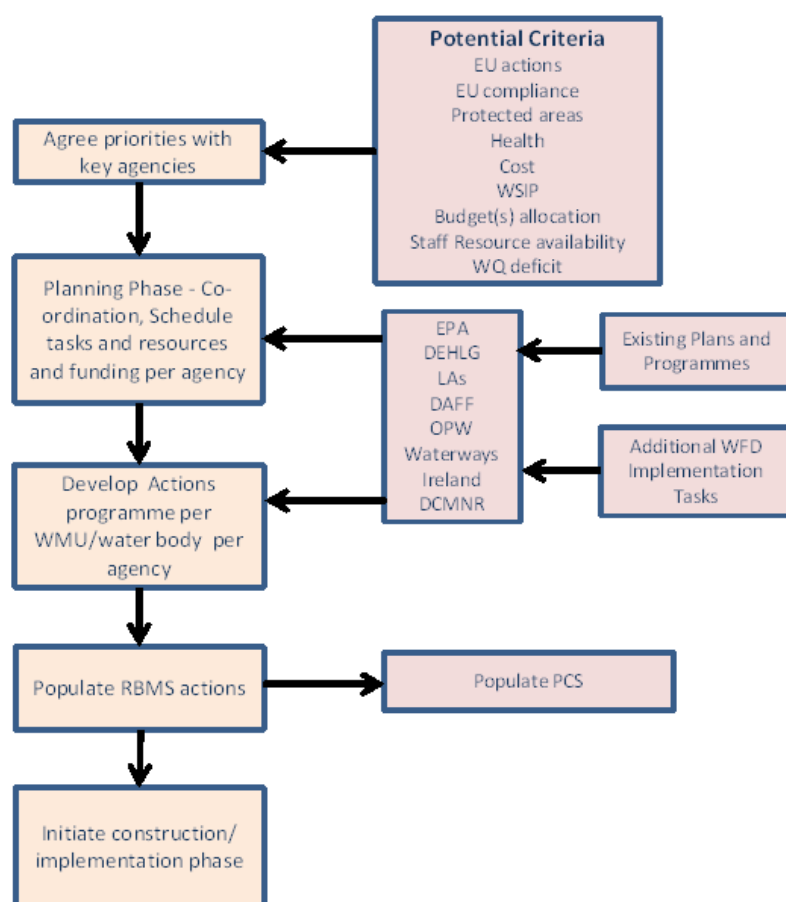 Potential Criteria
EU actions
EU compliance
Protected areas
Health
Cost
WSIP
Budget(s) allocation
Staff Resource availability
WQ deficit
Agree priorities with
key agencies
Planning Phase - Co-
ordination, Schedule
tasks and resources
and funding per agency
EPA
DEHLG
LAs
DAFF
OPW
Waterways
Ireland
DCMNR
Existing Plans and
Programmes
Additional WFD
Implementation
Tasks
Develop Actions
programme per
WMU/water body per
agency
Populate RBMS actions
Populate PCS
Initiate construction/
implementation phase